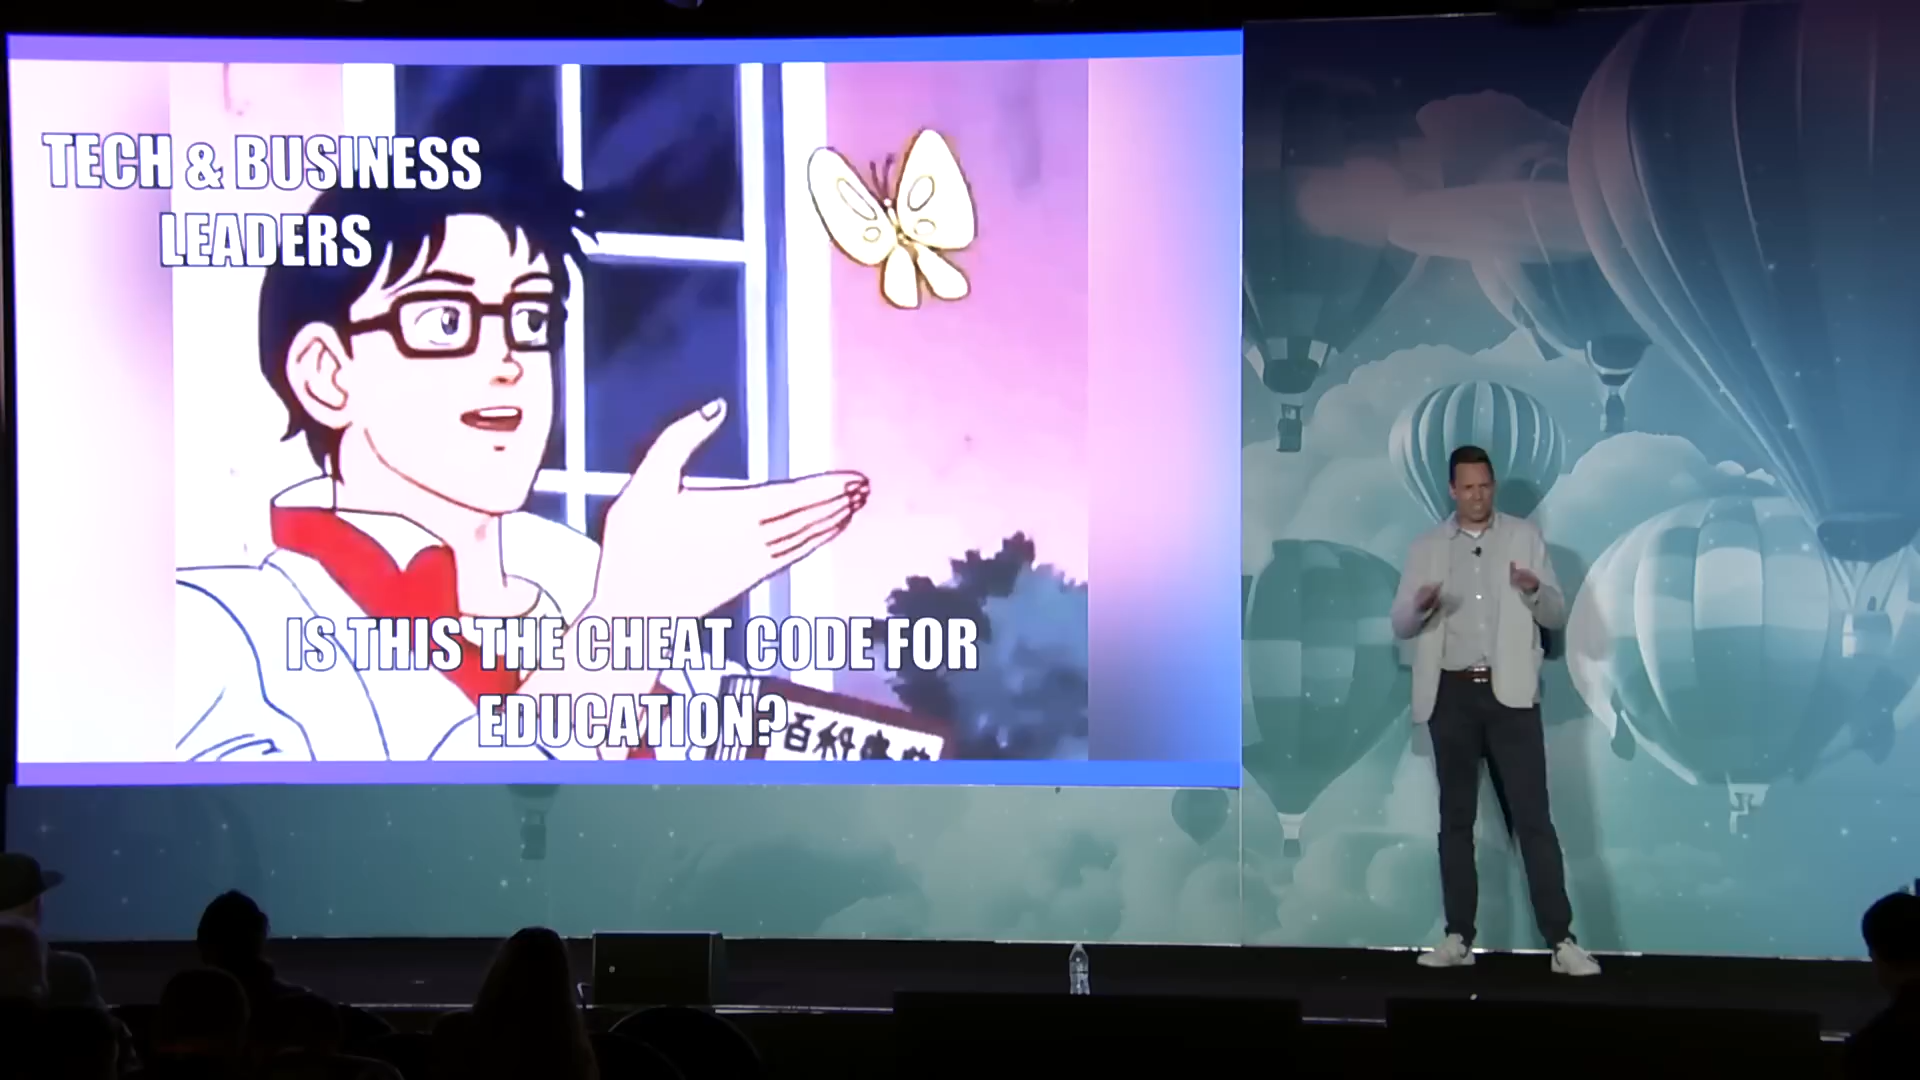 TECH & BUSINESS
LEADERS
IS THIS THE CHEAT CODE FOR
EDUCATION?
百科